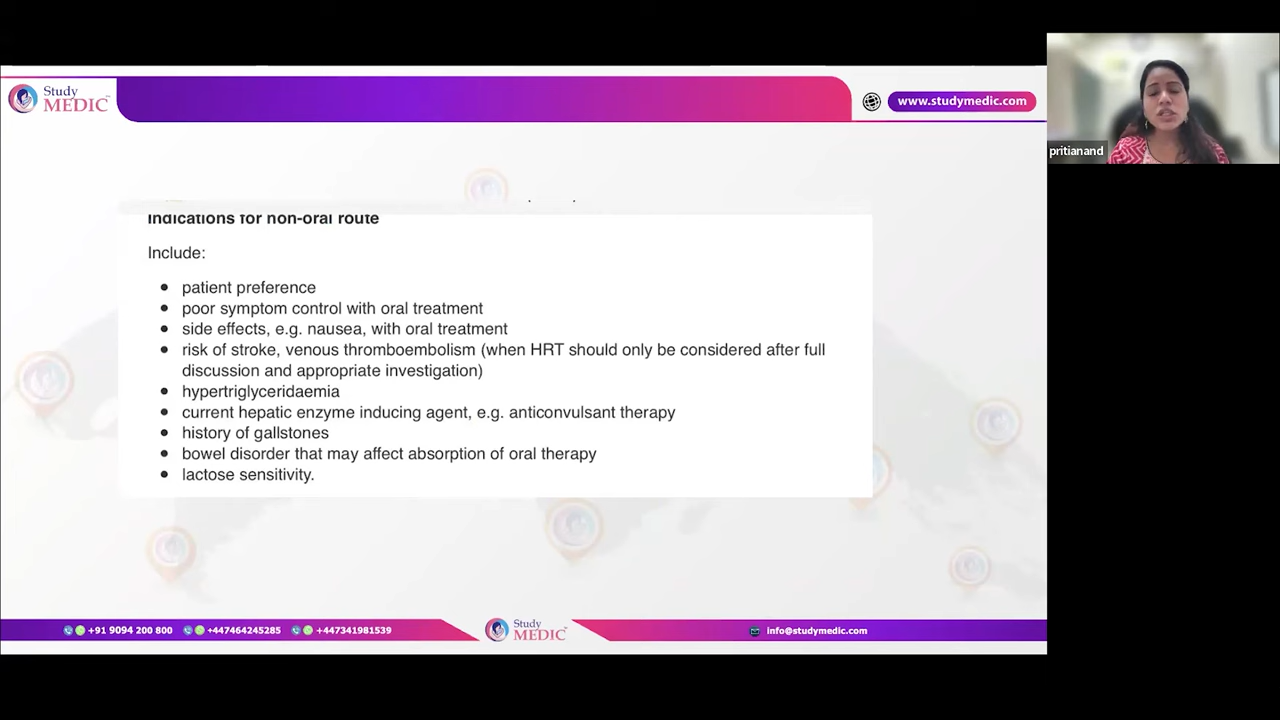 Study
MEDIC
www.studymedic.com
pritianand
Indications for non-oral route
Include:
patient preference
poor symptom control with oral treatment
side effects, e.g. nausea, with oral treatment
risk of stroke, venous thromboembolism (when HRT should only be considered after full
discussion and appropriate investigation)
hypertriglyceridaemia
current hepatic enzyme inducing agent, e.g. anticonvulsant therapy
history of gallstones
bowel disorder that may affect absorption of oral therapy
lactose sensitivity.
+91 9094 200 800 +447464245285 +447341981539
Study
MEDIC
info@studymedic.com